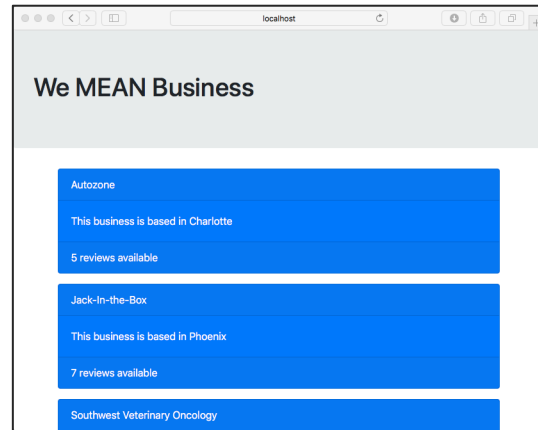 localhost
We MEAN Business
Autozone
This business is based in Charlotte
5 reviews available
Jack-In-the-Box
This business is based in Phoenix
7 reviews available
Southwest Veterinary Oncology